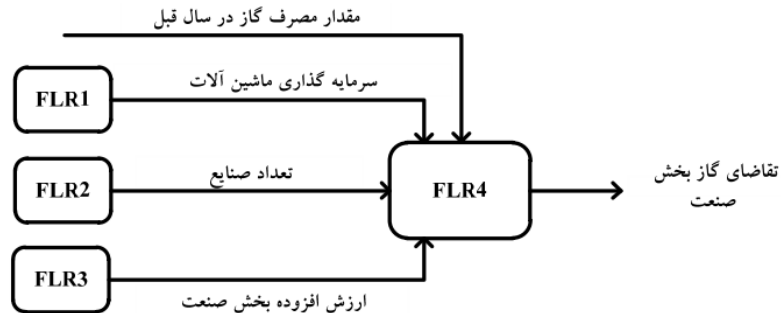 مقدار مصرف گاز در سال قبل
سرمایه گذاری ماشین آلات
FLR1
تعداد صنایع
FLR2
FLR4
تقاضای گاز بخش
صنعت
FLR3
ارزش افزوده بخش صنعت